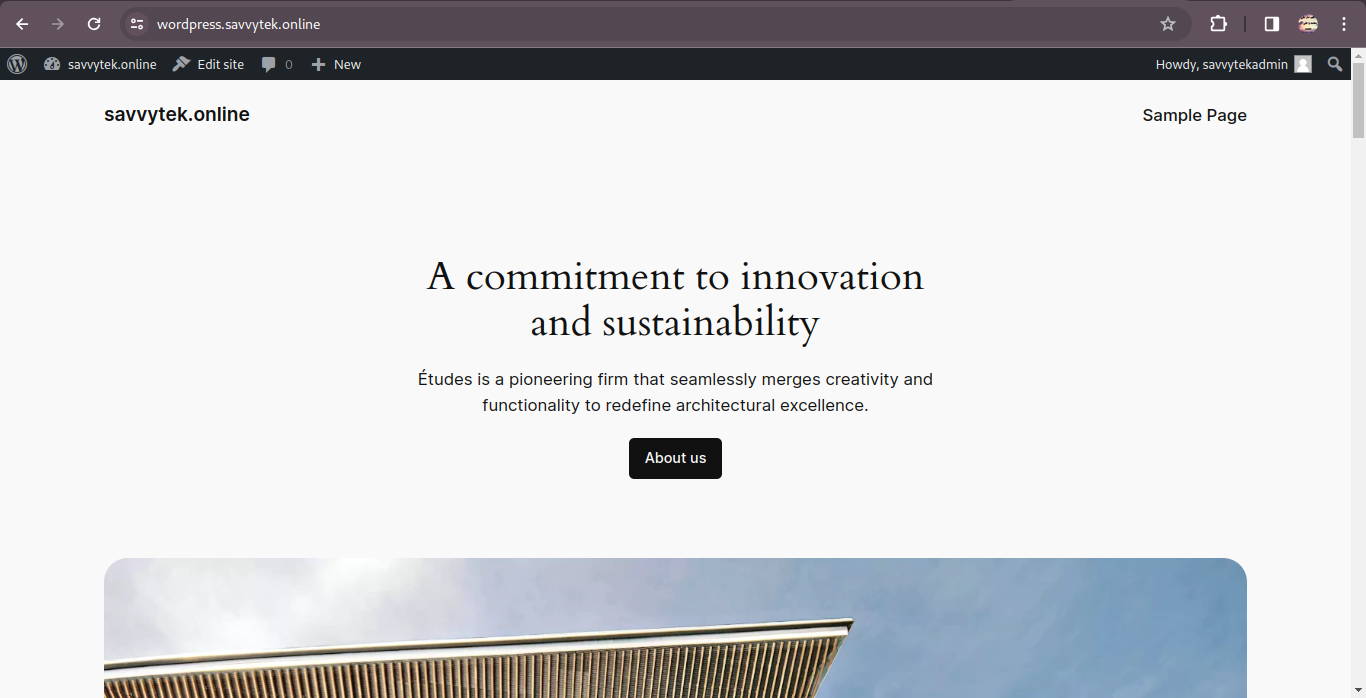 wordpress.savvytek.online
savvytek.online Edit site 0 New Howdy, savvytekadmin
savvytek.online Sample Page
A commitment to innovation
and sustainability
Études is a pioneering firm that seamlessly merges creativity and
functionality to redefine architectural excellence.
About us